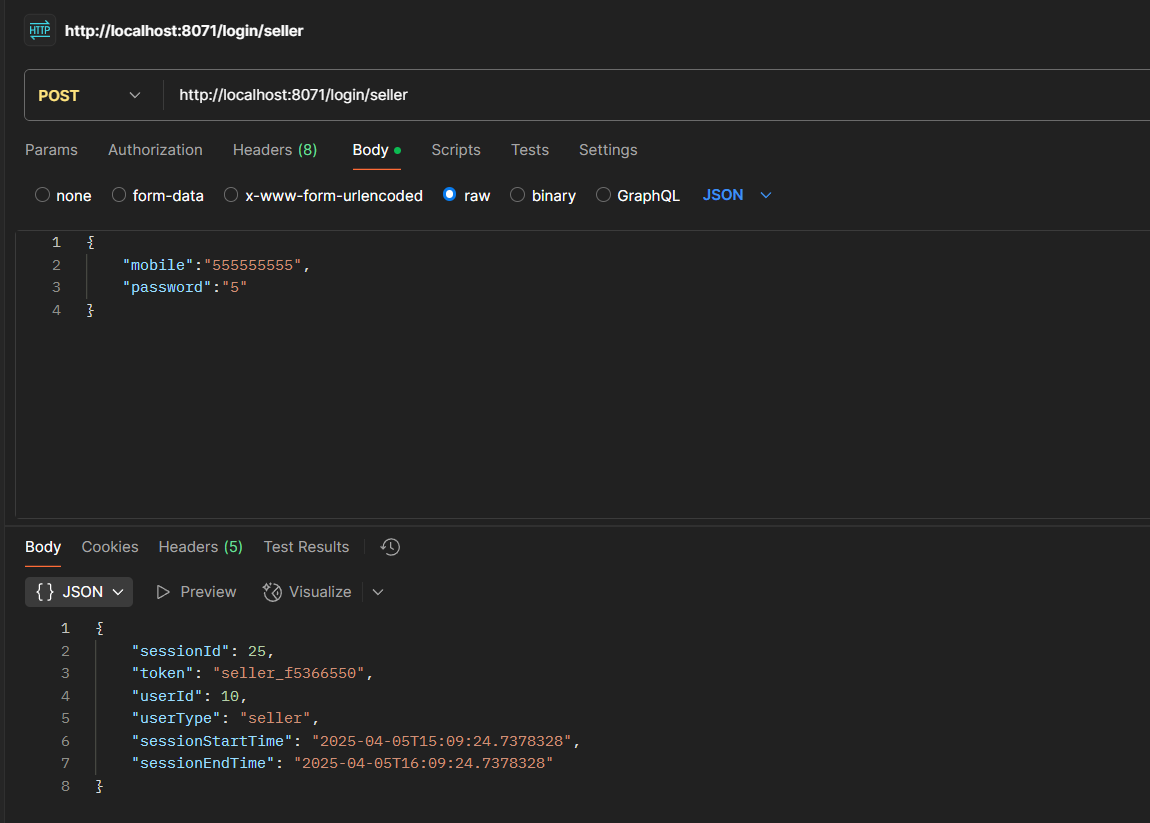 HTTP http://localhost:8071/login/seller
POST http://localhost:8071/login/seller
Params Authorization Headers (8) Body Scripts Tests Settings
none form-data x-www-form-urlencoded raw binary GraphQL JSON
1 {
2 "mobile":"555555555",
3 "password":"5"
4 }
Body Cookies Headers (5) Test Results
{} JSON Preview Visualize
1 {
2 "sessionId": 25,
3 "token": "seller_f5366550",
4 "userId": 10,
5 "userType": "seller",
6 "sessionStartTime": "2025-04-05T15:09:24.7378328",
7 "sessionEndTime": "2025-04-05T16:09:24.7378328"
8 }